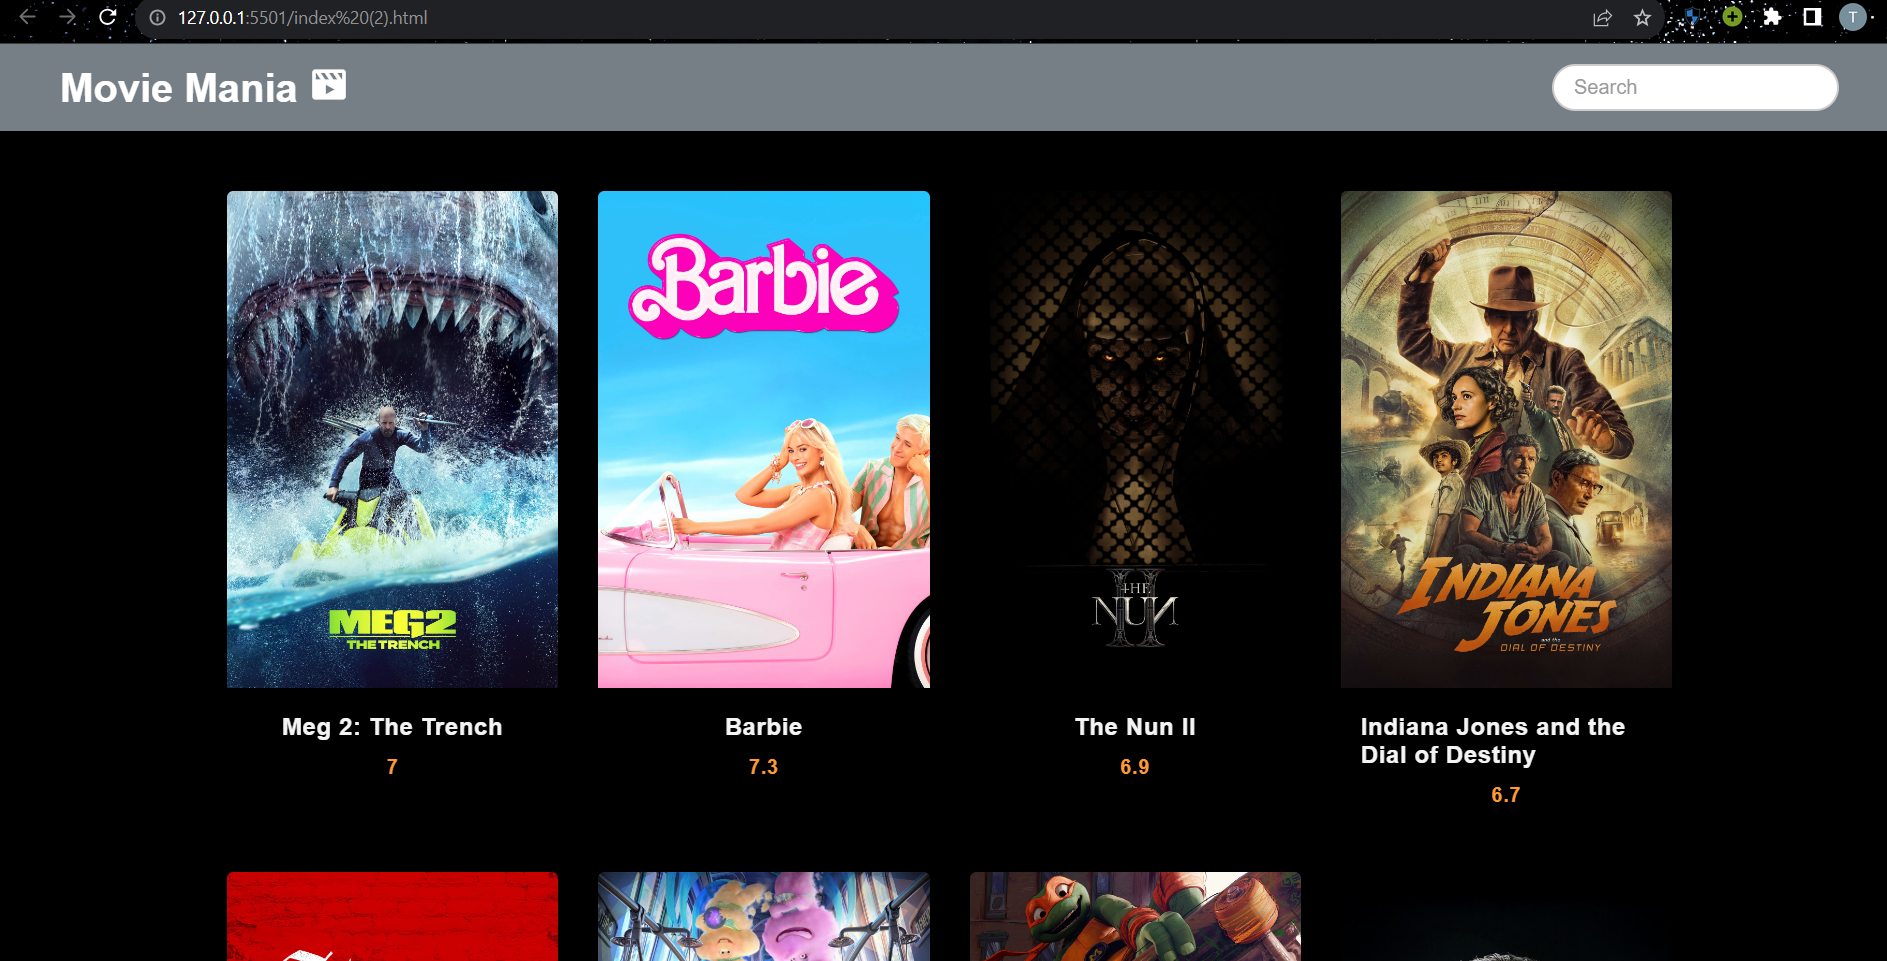 127.0.0.1:5501/index%20(2).html
T
Movie Mania
Search
MEG2
THE TRENCH
Barbie
THE
NUN
II
INDIANA
JONES
and the
DIAL OF DESTINY
Meg 2: The Trench
7
Barbie
7.3
The Nun II
6.9
Indiana Jones and the
Dial of Destiny
6.7